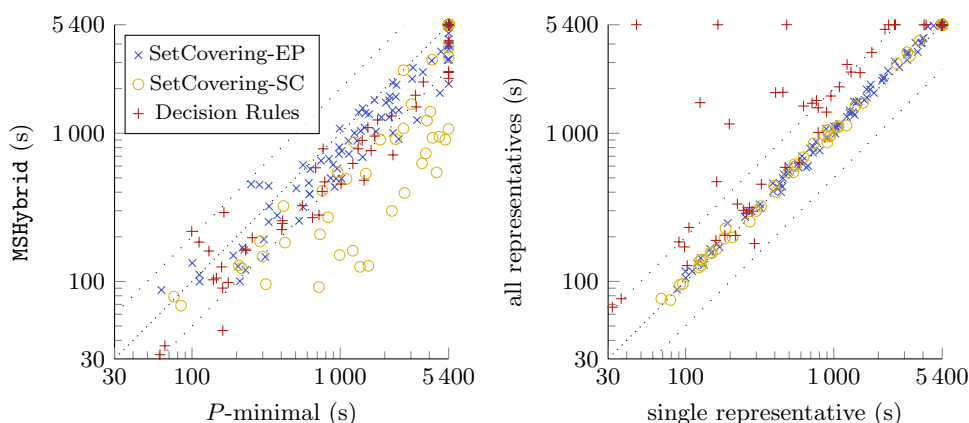 5 400
1 000
100
30
30
100
1 000
5 400
MSHybrid (s)
P-minimal (s)
SetCovering-EP
SetCovering-SC
Decision Rules
5 400
1 000
100
30
30
100
1 000
5 400
all representatives (s)
single representative (s)